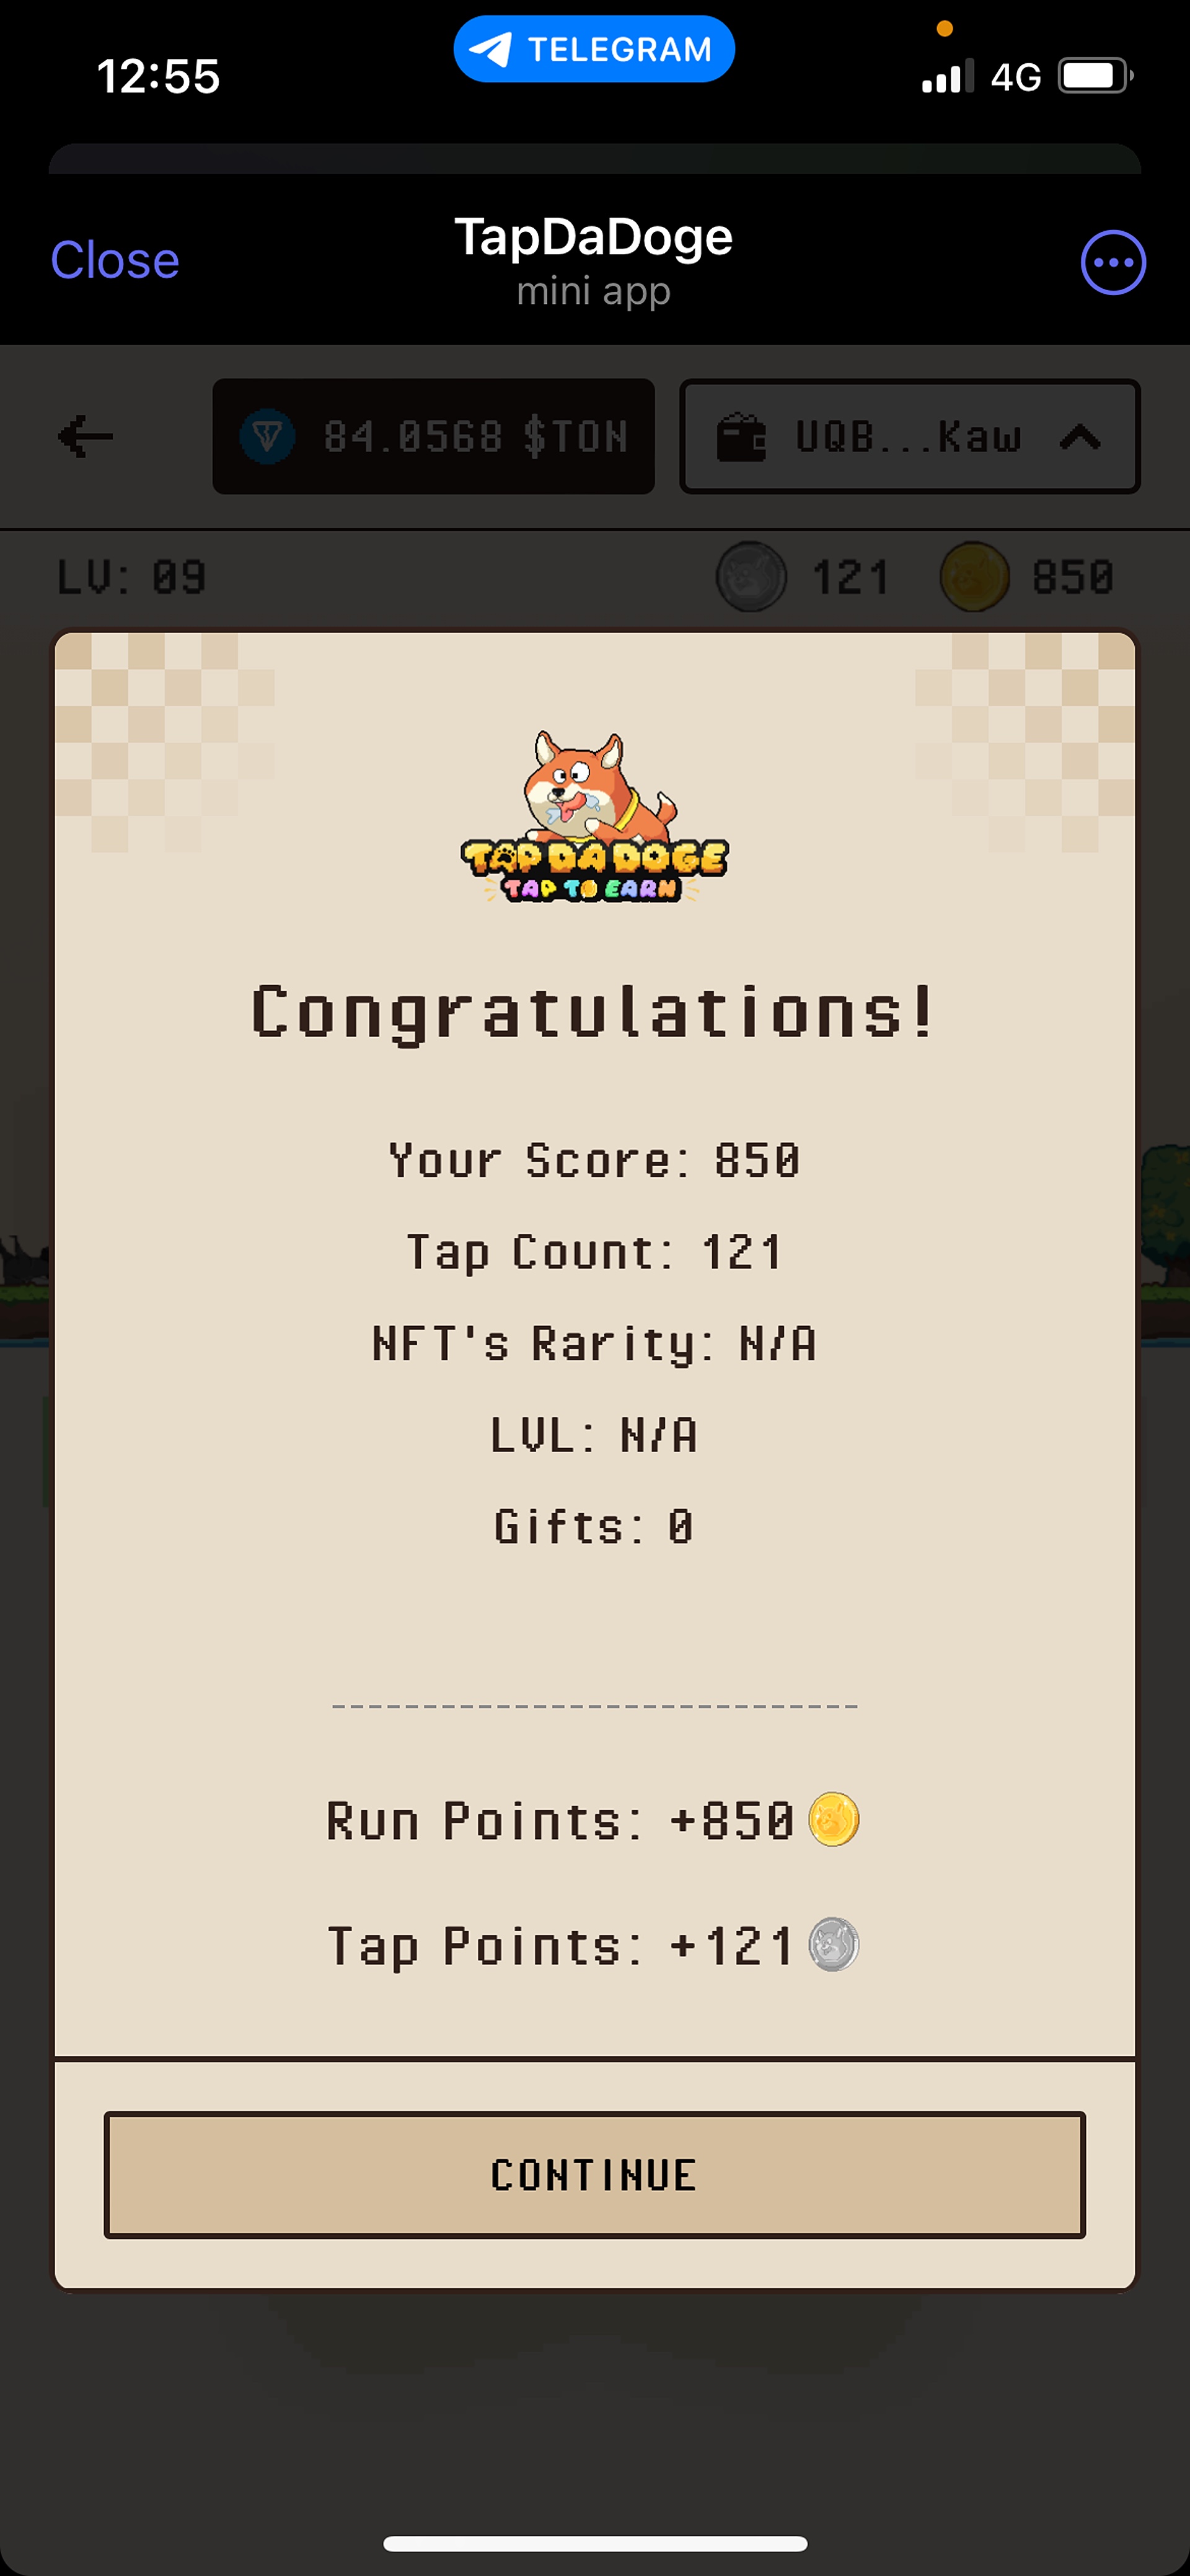 12:55
TELEGRAM
4G
Close
TapDaDoge
mini app
84.0568 $TON
UQB...Kaw
LV: 09
121
850
TAP DA DOGE
TAP TO EARN
Congratulations!
Your Score: 850
Tap Count: 121
NFT's Rarity: N/A
LVL: N/A
Gifts: 0
Run Points: +850
Tap Points: +121
CONTINUE